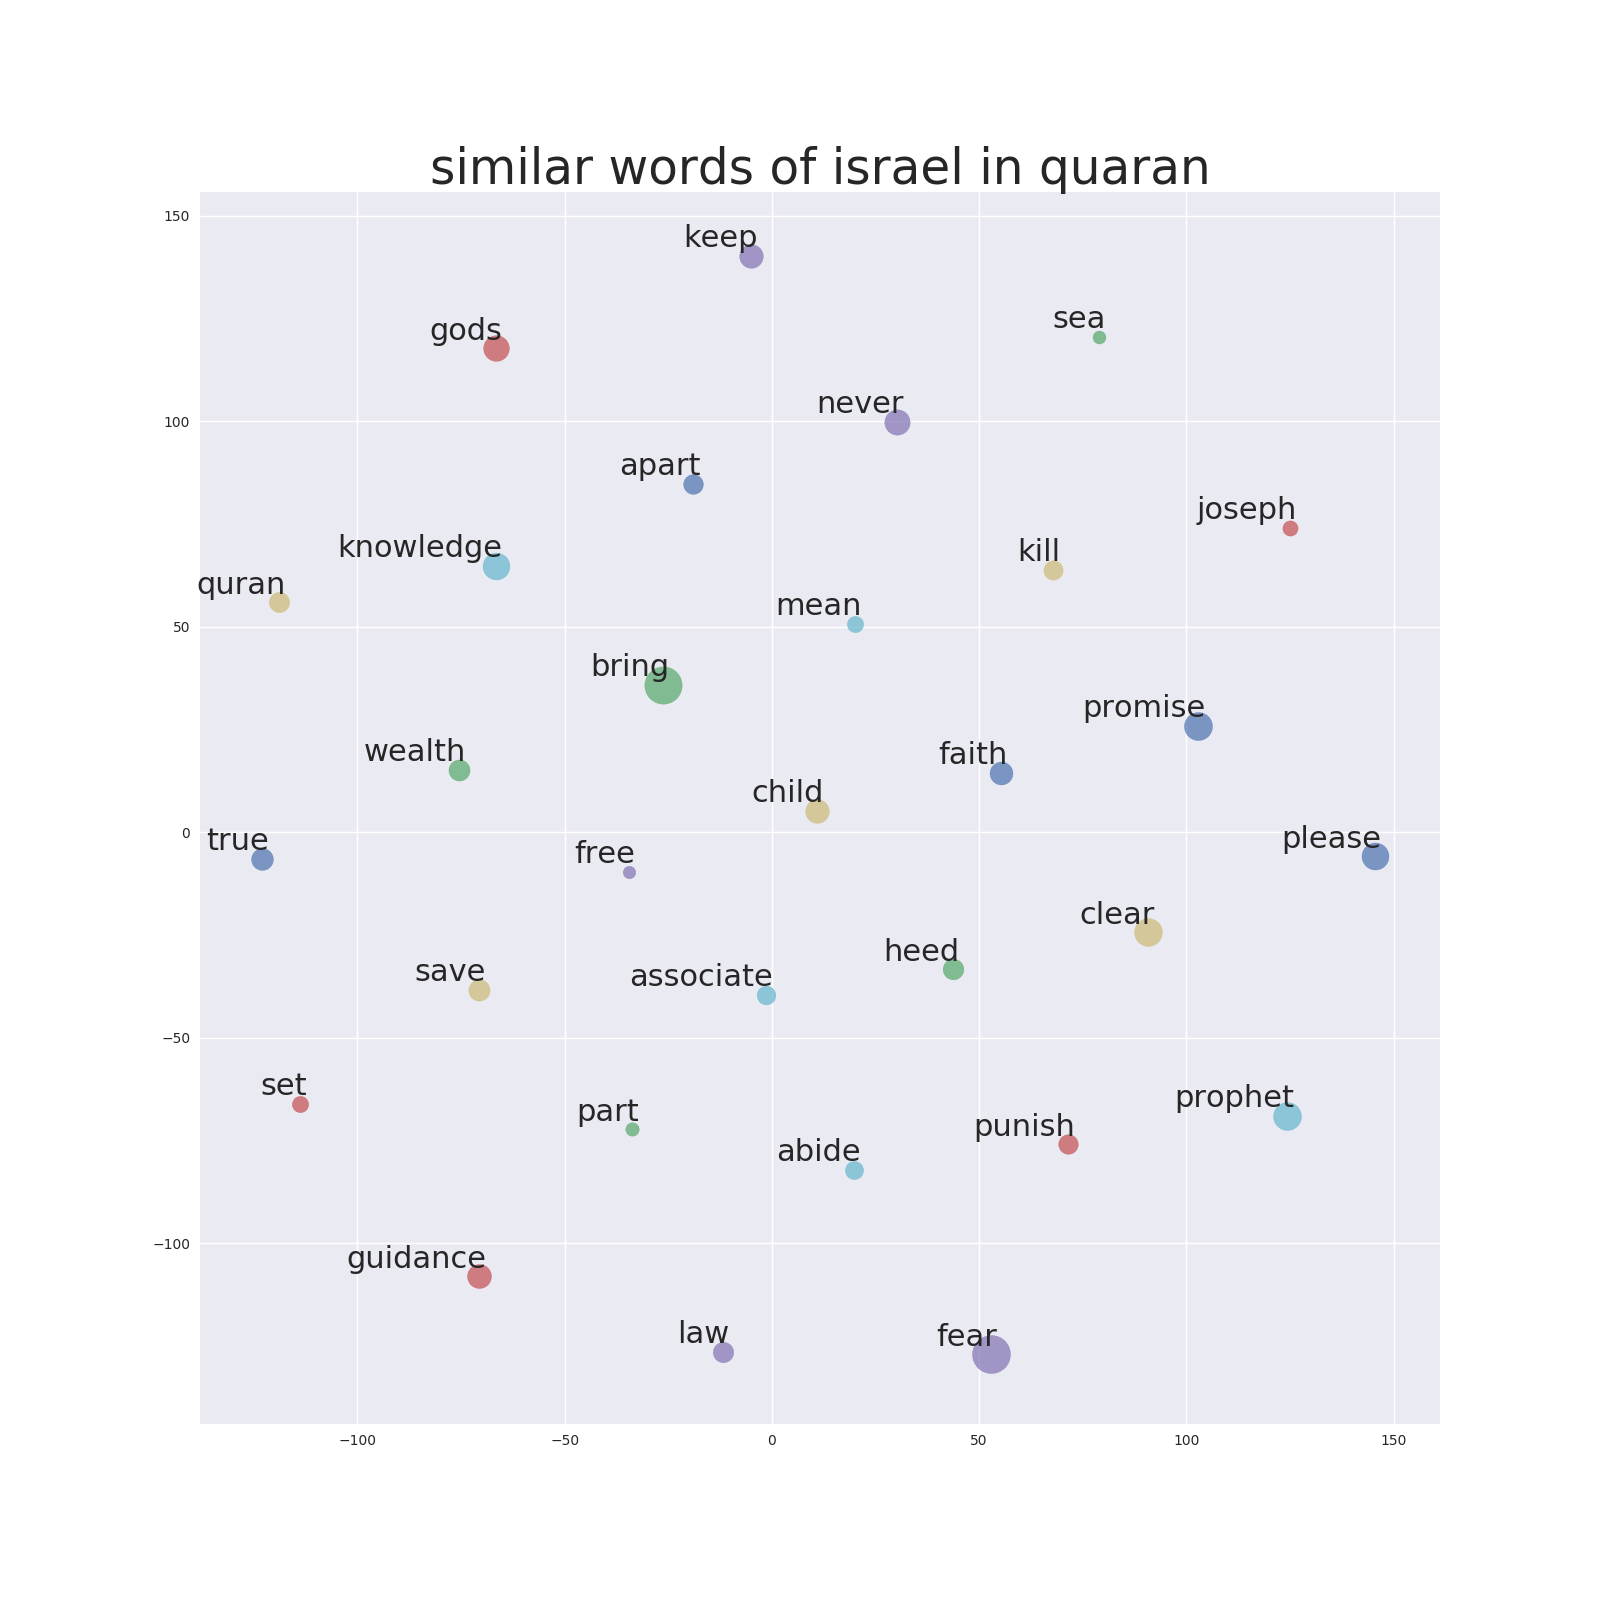 similar words of israel in quaran
150
keep
sea
gods
never
100
apart
joseph
knowledge
kill
quran
mean
50
bring
promise
wealth
faith
child
true
0
please
free
clear
heed
save
associate
−50
set
prophet
part
punish
abide
−100
guidance
law
fear
−100
−50
0
50
100
150